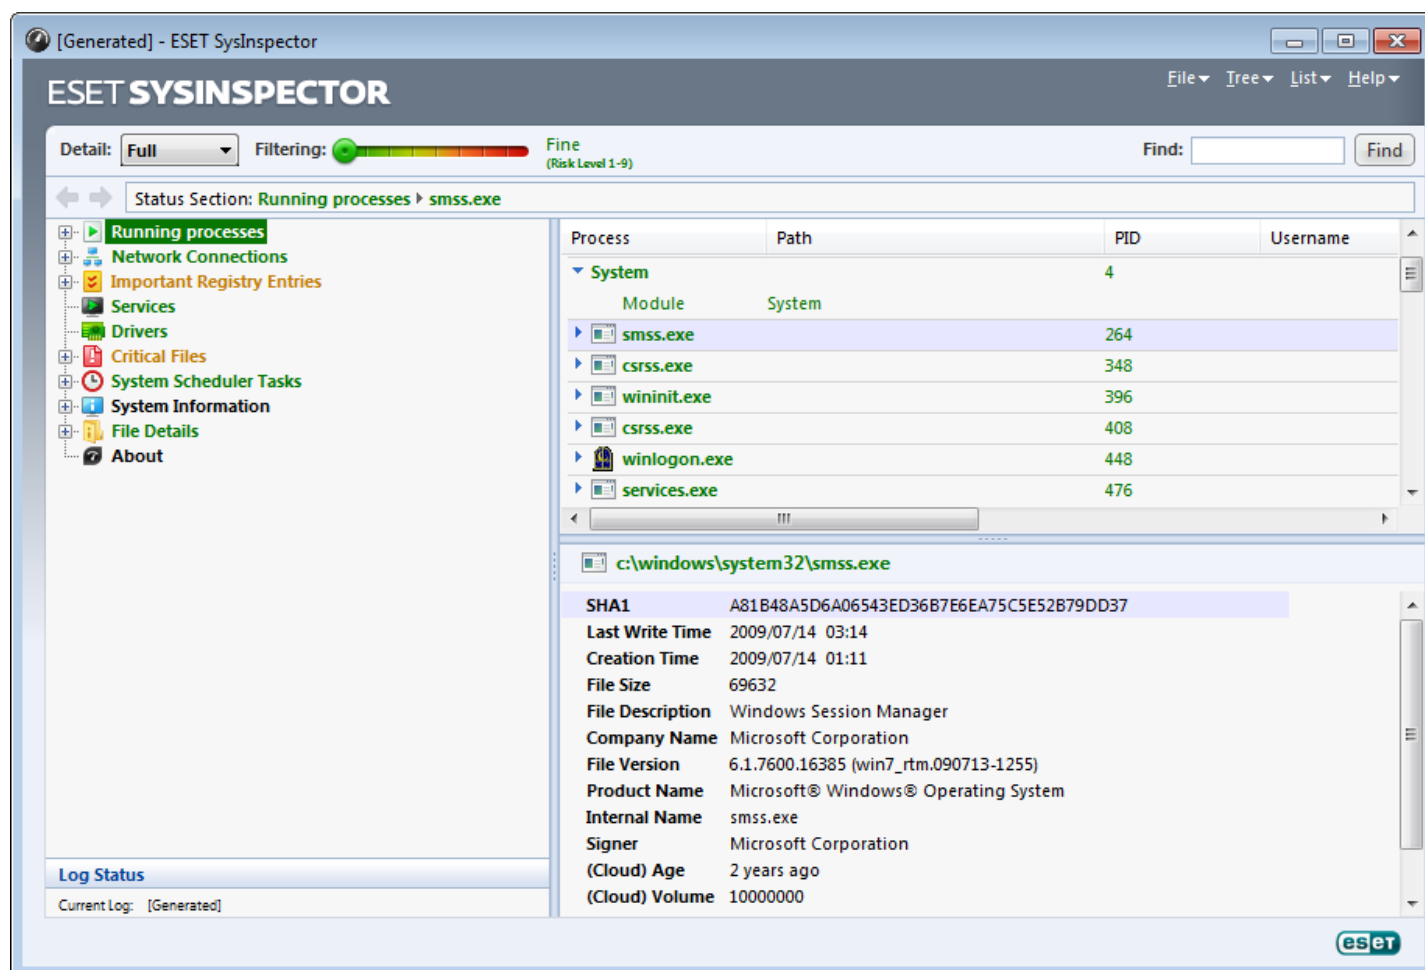 [Generated] - ESET SysInspector
ESET SYSINSPECTOR
File Tree List Help
Detail: Full Filtering: Fine (Risk Level 1-9) Find: Find
Status Section: Running processes smss.exe
Running processes
Network Connections
Important Registry Entries
Services
Drivers
Critical Files
System Scheduler Tasks
System Information
File Details
About
Log Status
Current Log: [Generated]
Process Path PID Username
System 4
Module System
smss.exe 264
csrss.exe 348
wininit.exe 396
csrss.exe 408
winlogon.exe 448
services.exe 476
c:\windows\system32\smss.exe
SHA1 A81B48A5D6A06543ED36B7E6EA75C5E52B79DD37
Last Write Time 2009/07/14 03:14
Creation Time 2009/07/14 01:11
File Size 69632
File Description Windows Session Manager
Company Name Microsoft Corporation
File Version 6.1.7600.16385 (win7_rtm.090713-1255)
Product Name Microsoft® Windows® Operating System
Internal Name smss.exe
Signer Microsoft Corporation
(Cloud) Age 2 years ago
(Cloud) Volume 10000000
eset